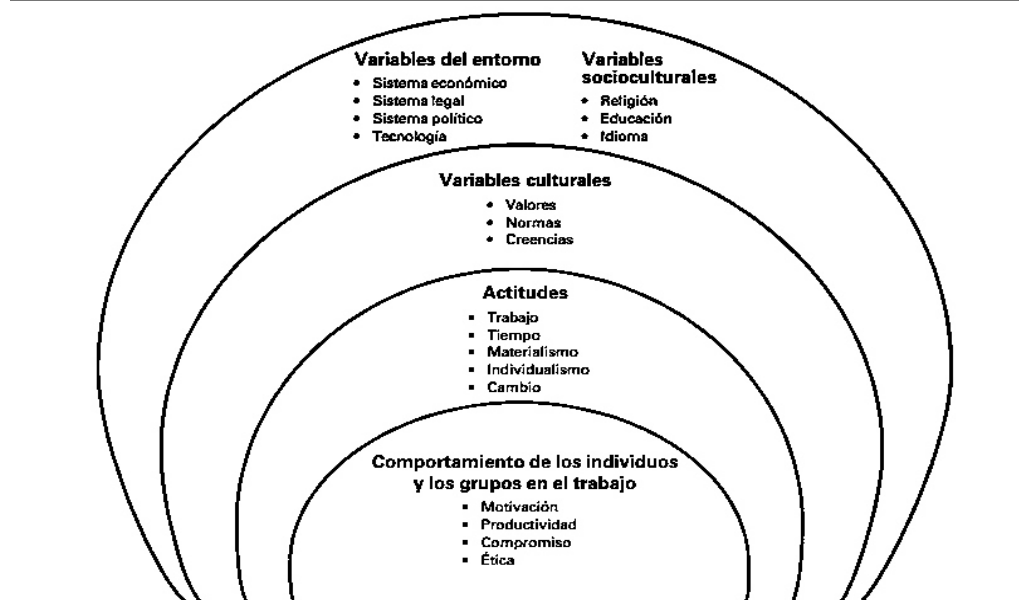 Variables del entorno
• Sistema económico
• Sistema legal
• Sistema político
• Tecnología
Variables
socioculturales
• Religión
• Educación
• Idioma
Variables culturales
• Valores
• Normas
• Creencias
Actitudes
▪ Trabajo
▪ Tiempo
▪ Materialismo
▪ Individualismo
▪ Cambio
Comportamiento de los individuos
y los grupos en el trabajo
▪ Motivación
▪ Productividad
▪ Compromiso
▪ Ética